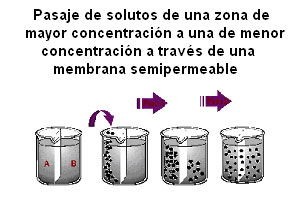 Pasaje de solutos de una zona de
mayor concentración a una de menor
concentración a través de una
membrana semipermeable
A B